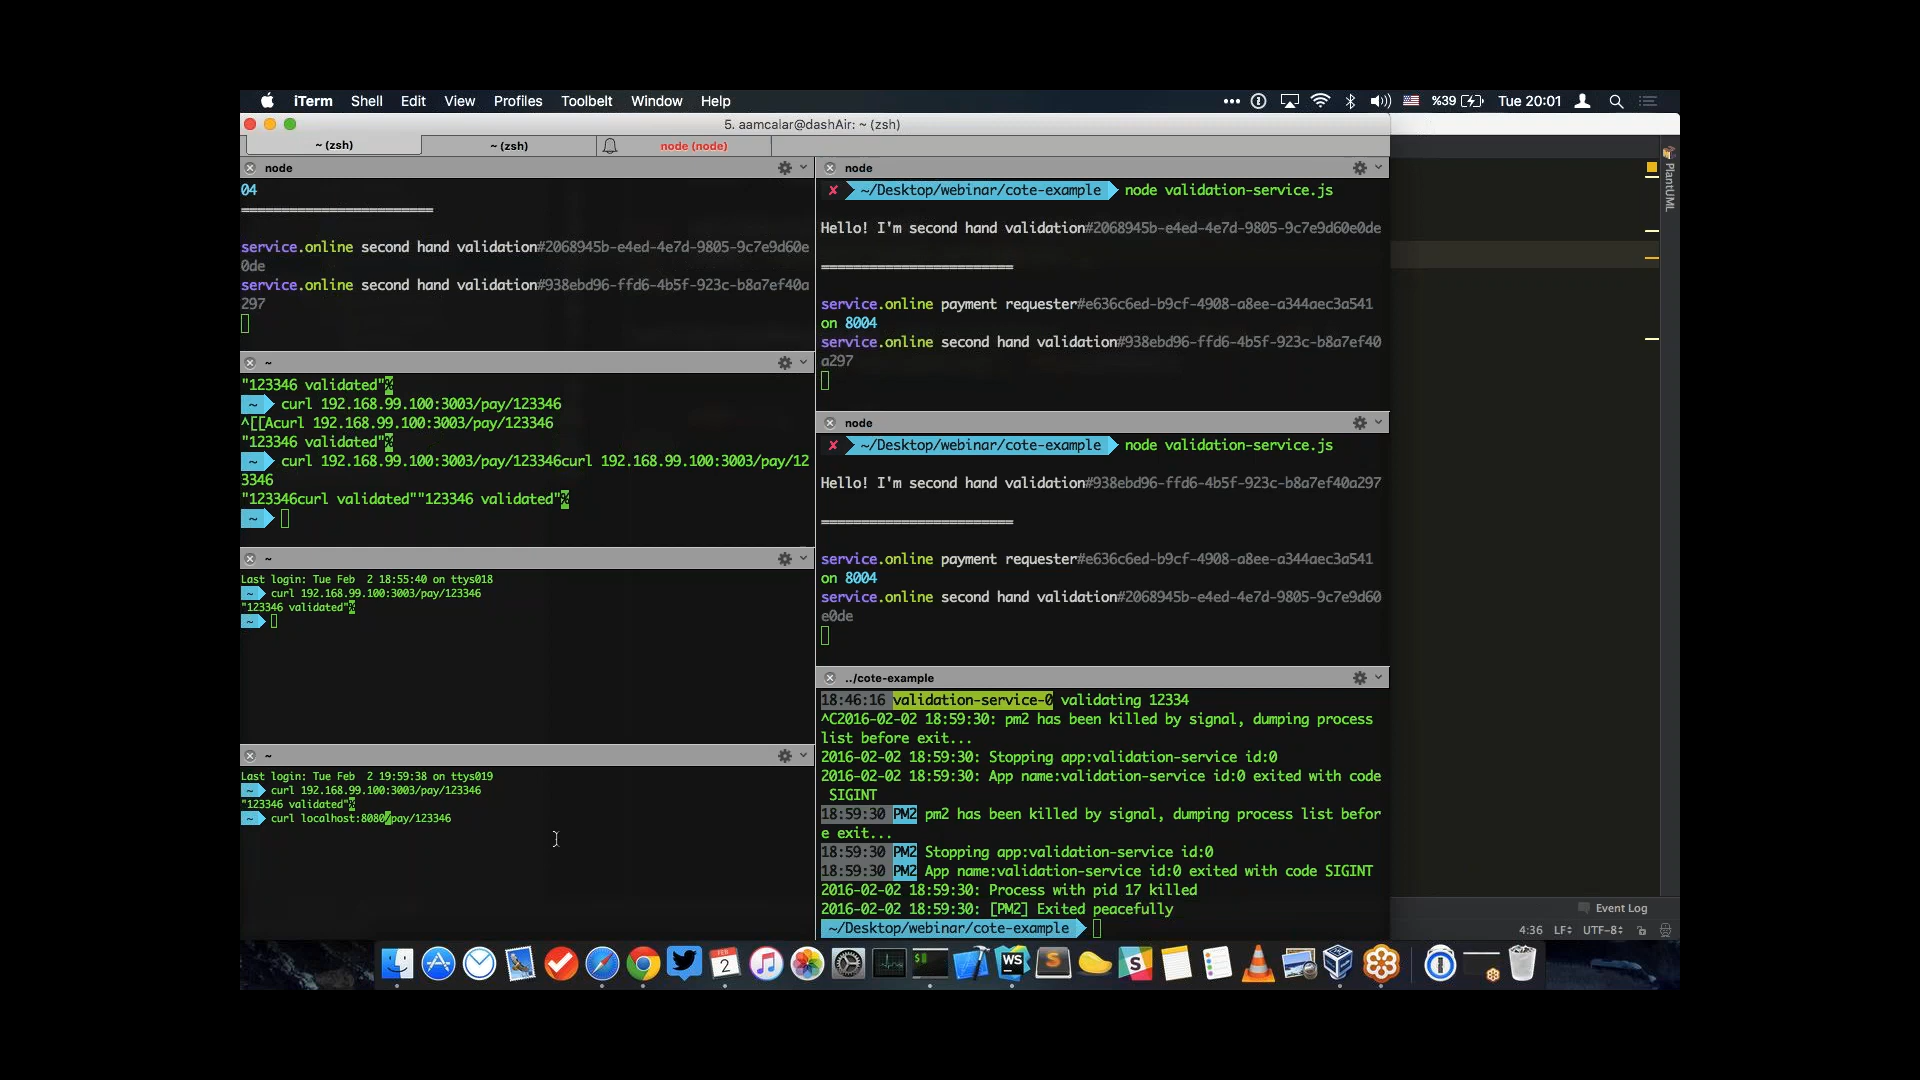 iTerm Shell Edit View Profiles Toolbelt Window Help
%39 Tue 20:01
5. aamcalar@dashAir: ~ (zsh)
~ (zsh)
~ (zsh)
node (node)
node
04
========================
service.online second hand validation#2068945b-e4ed-4e7d-9805-9c7e9d60e
0de
service.online second hand validation#938ebd96-ffd6-4b5f-923c-b8a7ef40a
297
~
"123346 validated"%
~ curl 192.168.99.100:3003/pay/123346
^[[Acurl 192.168.99.100:3003/pay/123346
"123346 validated"%
~ curl 192.168.99.100:3003/pay/123346curl 192.168.99.100:3003/pay/12
3346
"123346curl validated""123346 validated"%
~
~
Last login: Tue Feb  2 18:55:40 on ttys018
~ curl 192.168.99.100:3003/pay/123346
"123346 validated"%
~
~
Last login: Tue Feb  2 19:59:38 on ttys019
~ curl 192.168.99.100:3003/pay/123346
"123346 validated"%
~ curl localhost:8080/pay/123346
node
✘ ~/Desktop/webinar/cote-example node validation-service.js
Hello! I'm second hand validation#2068945b-e4ed-4e7d-9805-9c7e9d60e0de
========================
service.online payment requester#e636c6ed-b9cf-4908-a8ee-a344aec3a541
on 8004
service.online second hand validation#938ebd96-ffd6-4b5f-923c-b8a7ef40
a297
node
✘ ~/Desktop/webinar/cote-example node validation-service.js
Hello! I'm second hand validation#938ebd96-ffd6-4b5f-923c-b8a7ef40a297
========================
service.online payment requester#e636c6ed-b9cf-4908-a8ee-a344aec3a541
on 8004
service.online second hand validation#2068945b-e4ed-4e7d-9805-9c7e9d60
e0de
../cote-example
18:46:16 validation-service-0 validating 12334
^C2016-02-02 18:59:30: pm2 has been killed by signal, dumping process
list before exit...
2016-02-02 18:59:30: Stopping app:validation-service id:0
2016-02-02 18:59:30: App name:validation-service id:0 exited with code
SIGINT
18:59:30 PM2 pm2 has been killed by signal, dumping process list befor
e exit...
18:59:30 PM2 Stopping app:validation-service id:0
18:59:30 PM2 App name:validation-service id:0 exited with code SIGINT
2016-02-02 18:59:30: Process with pid 17 killed
2016-02-02 18:59:30: [PM2] Exited peacefully
~/Desktop/webinar/cote-example
PlantUML
Event Log
4:36 LF UTF-8
FEB
2
$
WS
S
S